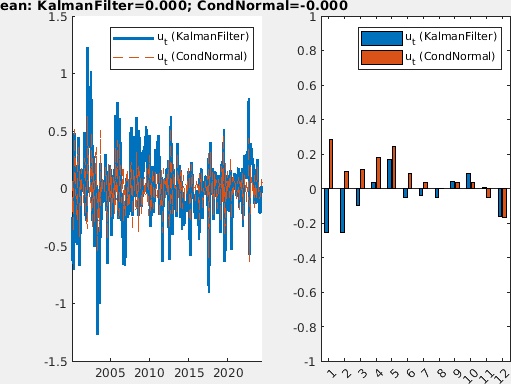 ean: KalmanFilter=0.000; CondNormal=-0.000
1.5
1
0.5
0
-0.5
-1
-1.5
2005 2010 2015 2020
u_t (KalmanFilter)
u_t (CondNormal)
1
0.8
0.6
0.4
0.2
0
-0.2
-0.4
-0.6
-0.8
-1
1 2 3 4 5 6 7 8 9 10 11 12
u_t (KalmanFilter)
u_t (CondNormal)